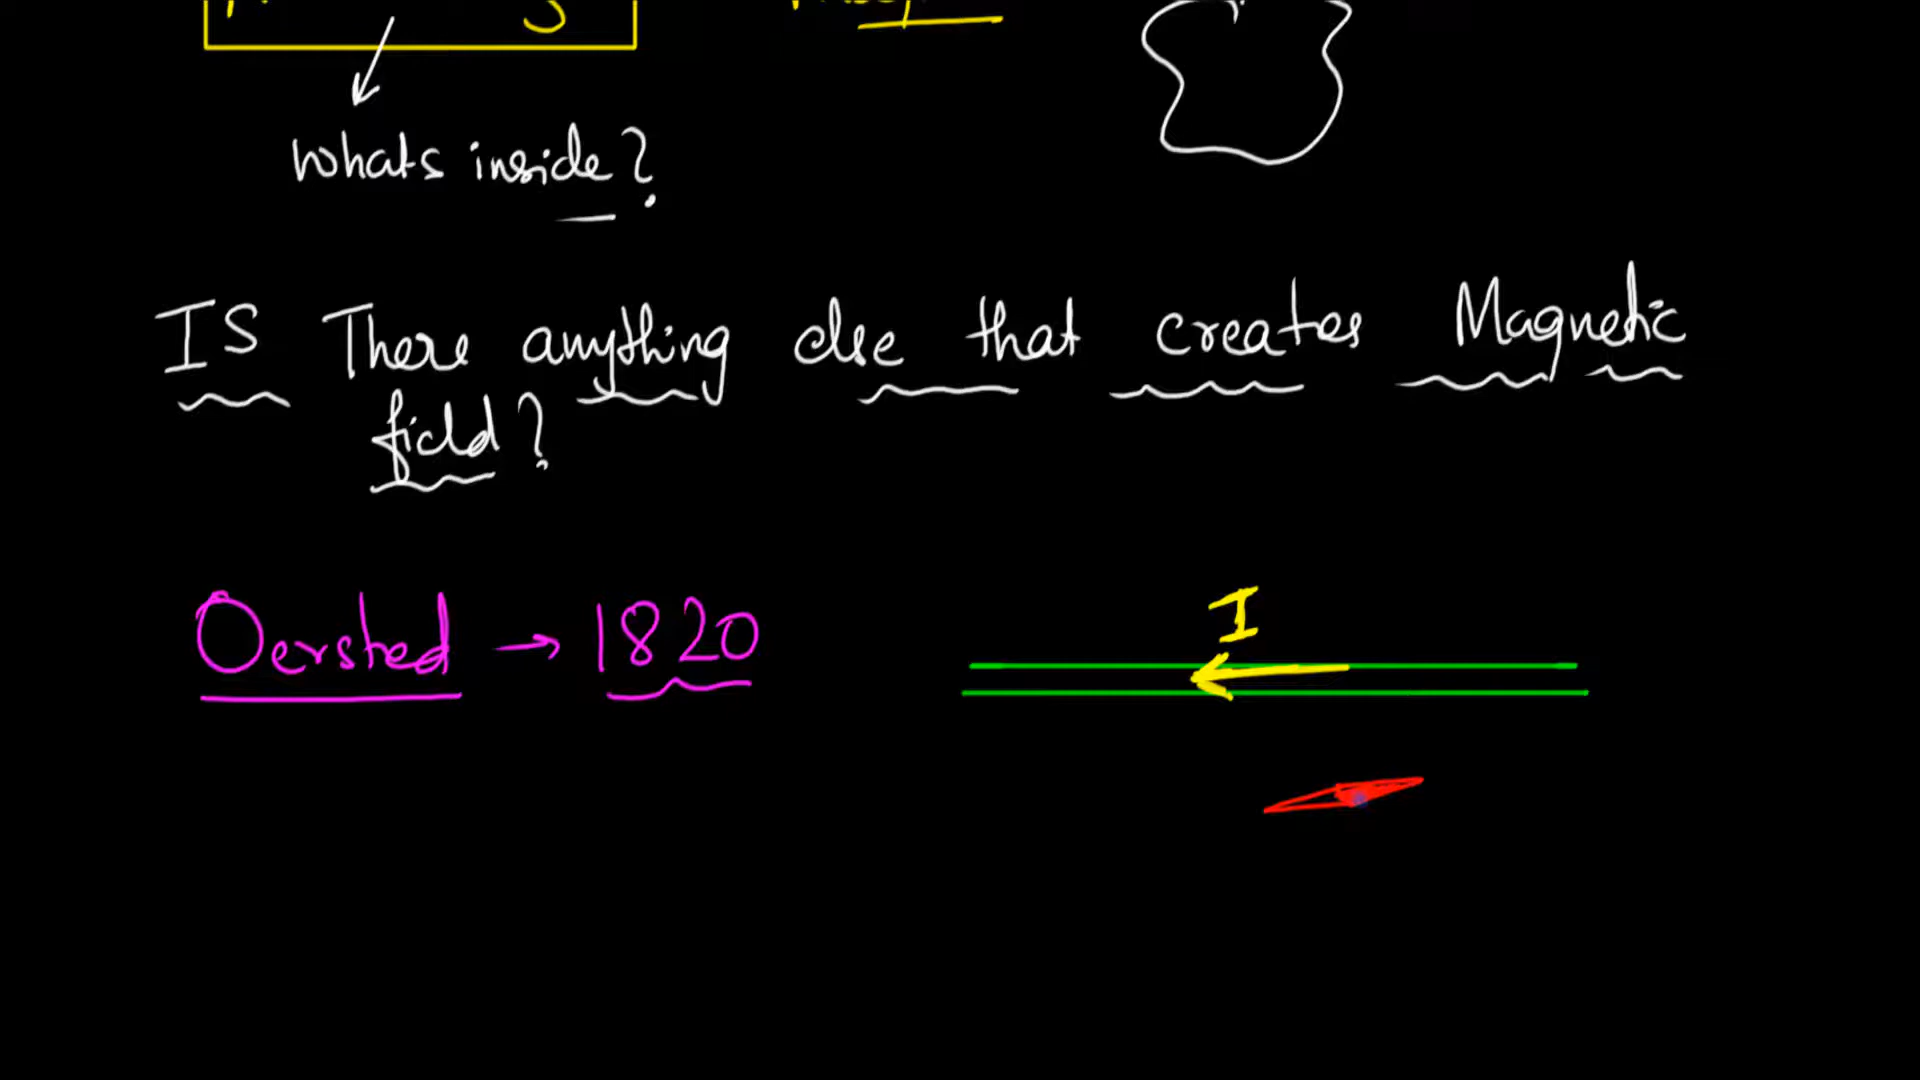 Whats inside?
IS There anything else that creates Magnetic
field?
Oersted → 1820
I